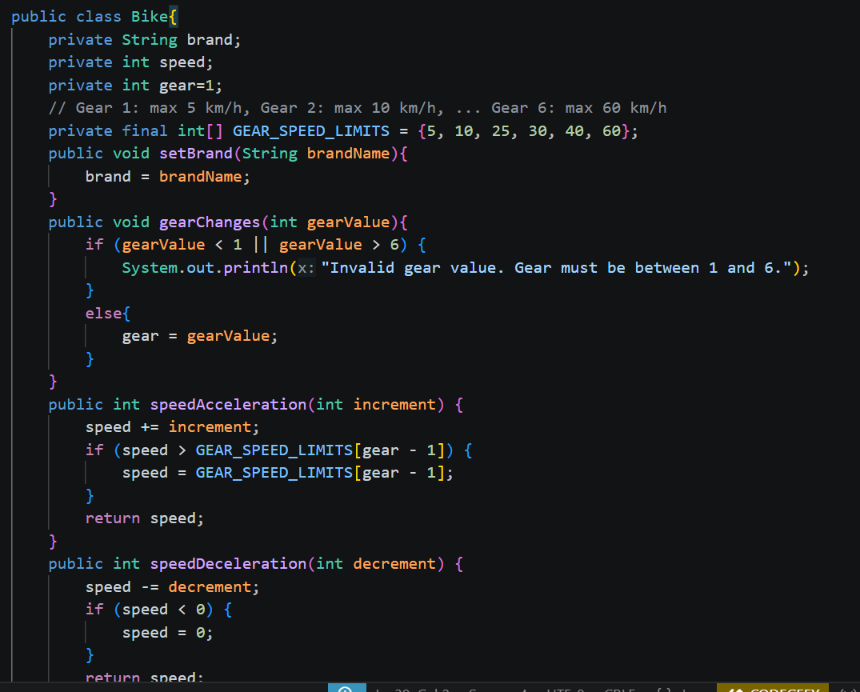 public class Bike{
    private String brand;
    private int speed;
    private int gear=1;
    // Gear 1: max 5 km/h, Gear 2: max 10 km/h, ... Gear 6: max 60 km/h
    private final int[] GEAR_SPEED_LIMITS = {5, 10, 25, 30, 40, 60};
    public void setBrand(String brandName){
        brand = brandName;
    }
    public void gearChanges(int gearValue){
        if (gearValue < 1 || gearValue > 6) {
            System.out.println(x: "Invalid gear value. Gear must be between 1 and 6.");
        }
        else{
            gear = gearValue;
        }
    }
    public int speedAcceleration(int increment) {
        speed += increment;
        if (speed > GEAR_SPEED_LIMITS[gear - 1]) {
            speed = GEAR_SPEED_LIMITS[gear - 1];
        }
        return speed;
    }
    public int speedDeceleration(int decrement) {
        speed -= decrement;
        if (speed < 0) {
            speed = 0;
        }
        return speed;